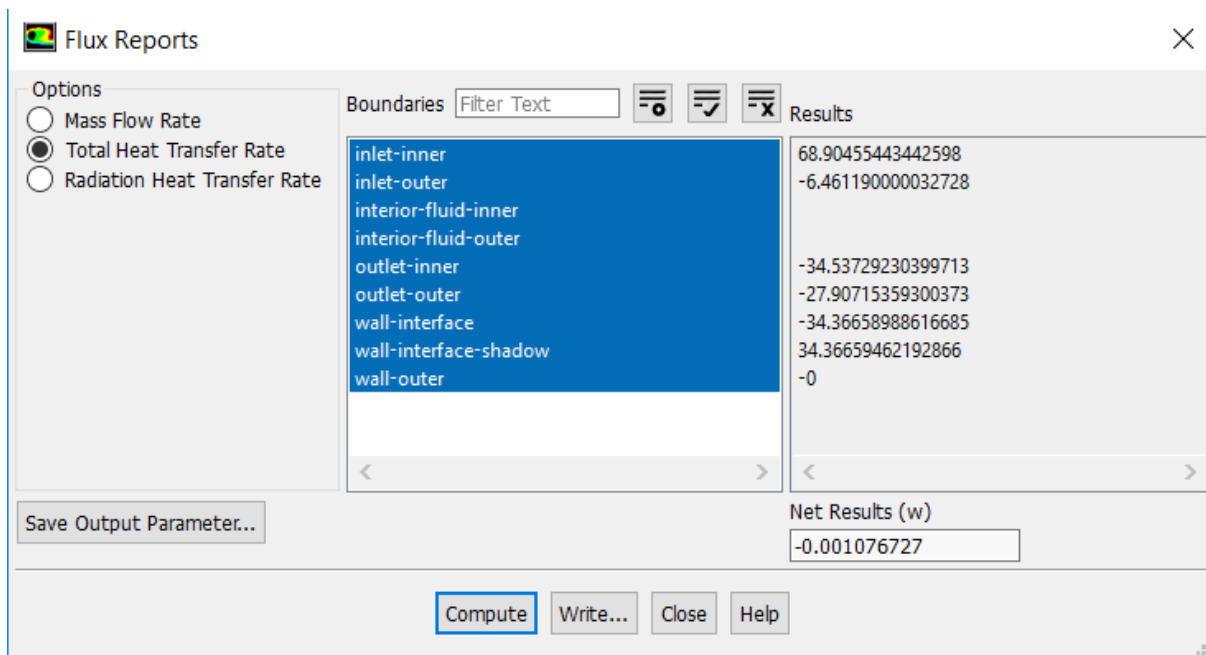 Flux Reports
Options
Mass Flow Rate
Total Heat Transfer Rate
Radiation Heat Transfer Rate
Boundaries Filter Text
inlet-inner
inlet-outer
interior-fluid-inner
interior-fluid-outer
outlet-inner
outlet-outer
wall-interface
wall-interface-shadow
wall-outer
Results
68.90455443442598
-6.461190000032728
-34.53729230399713
-27.90715359300373
-34.36658988616685
34.36659462192866
-0
Save Output Parameter...
Net Results (w)
-0.001076727
Compute Write... Close Help